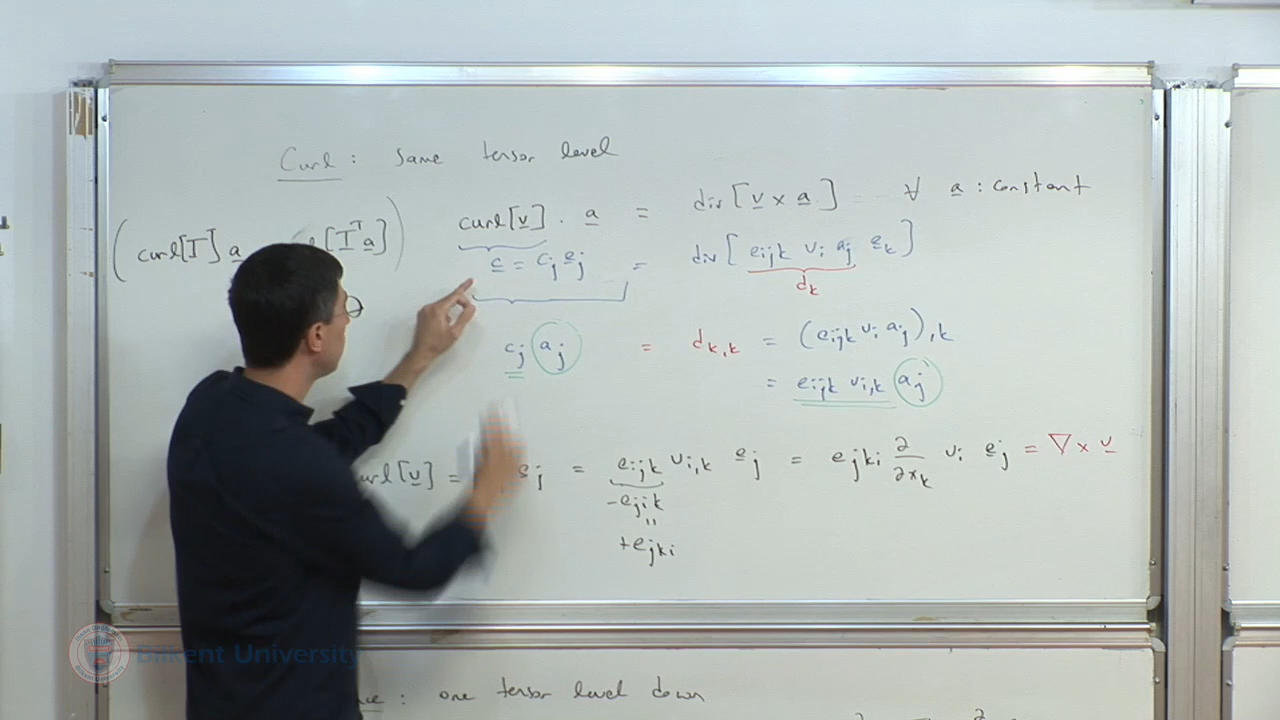 Curl : same tensor level
curl[v] · a = div[v × a] ∀ a : constant
(curl[T] a [Tᵀa])
c = cⱼ eⱼ = div[eᵢⱼₖ vᵢ aⱼ eₖ]
dₖ
cⱼ aⱼ = dₖ,ₖ = (eᵢⱼₖ vᵢ aⱼ),ₖ
= eᵢⱼₖ vᵢ,ₖ aⱼ
url[v] = eⱼ = eᵢⱼₖ vᵢ,ₖ eⱼ = eⱼₖᵢ ∂/∂xₖ vᵢ eⱼ = ∇ × v
-eⱼᵢₖ
=
+eⱼₖᵢ
Bilkent University
: one tensor level down